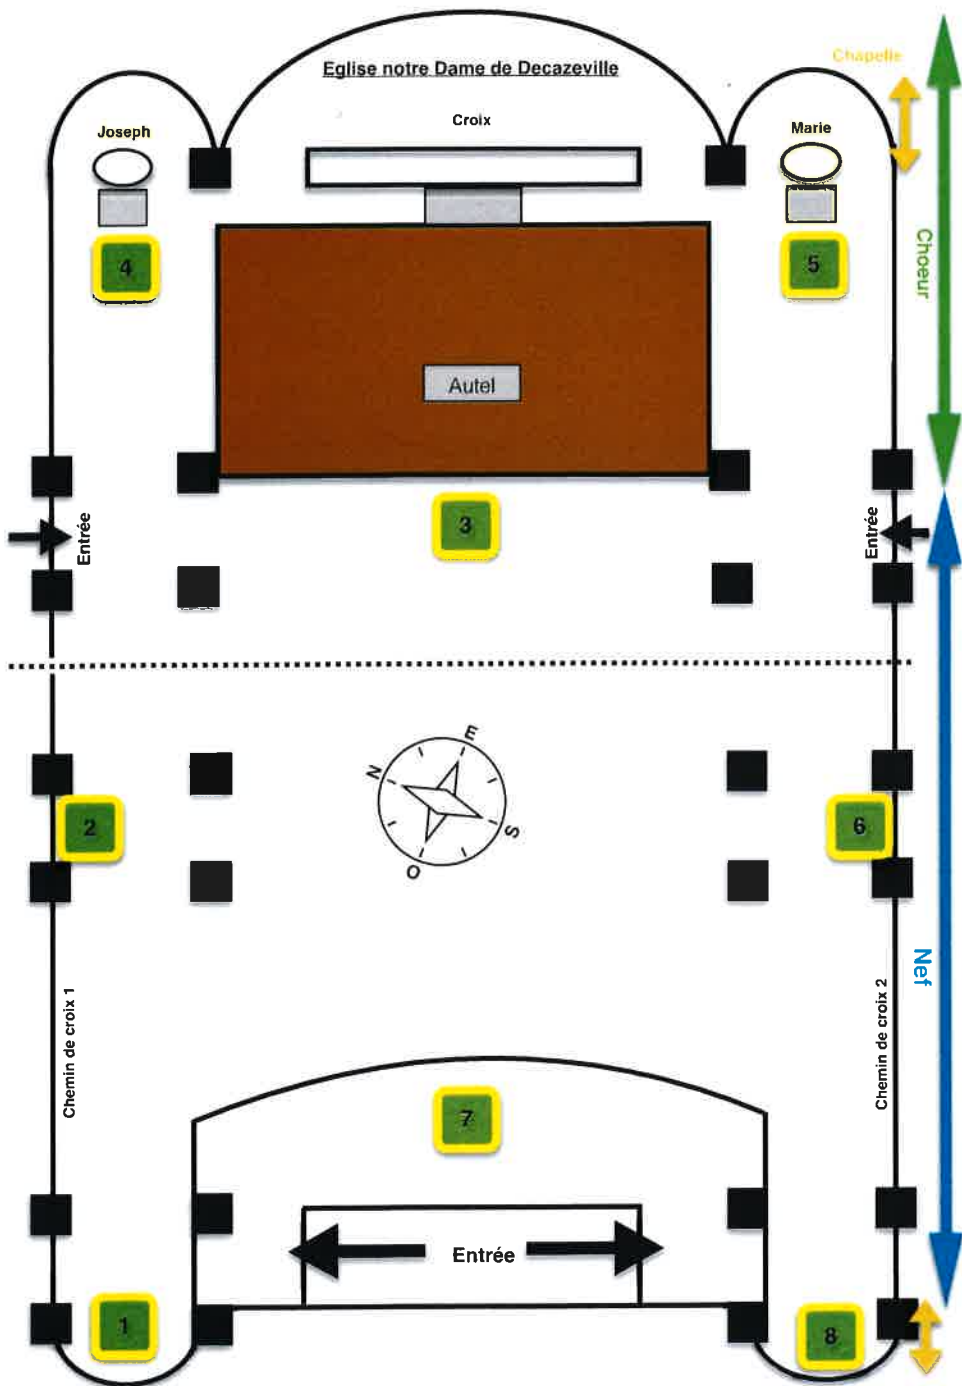 Eglise notre Dame de Decazeville
Chapelle
Croix
Joseph
Marie
4
5
Choeur
Autel
3
Entrée
Entrée
E
N
S
O
2
6
Nef
Chemin de croix 1
Chemin de croix 2
7
Entrée
1
8